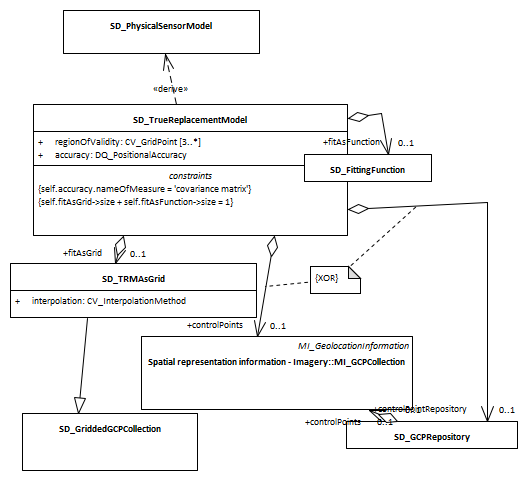 SD_PhysicalSensorModel
«derive»
SD_TrueReplacementModel
+ regionOfValidity: CV_GridPoint [3..*]
+ accuracy: DQ_PositionalAccuracy
constraints
{self.accuracy.nameOfMeasure = 'covariance matrix'}
{self.fitAsGrid->size + self.fitAsFunction->size = 1}
+fitAsFunction
0..1
SD_FittingFunction
+fitAsGrid
0..1
SD_TRMAsGrid
+ interpolation: CV_InterpolationMethod
{XOR}
+controlPoints
0..1
MI_GeolocationInformation
Spatial representation information - Imagery::MI_GCPCollection
+controlPointRepository
0..1
+controlPoints
0..1
SD_GriddedGCPCollection
SD_GCPRepository